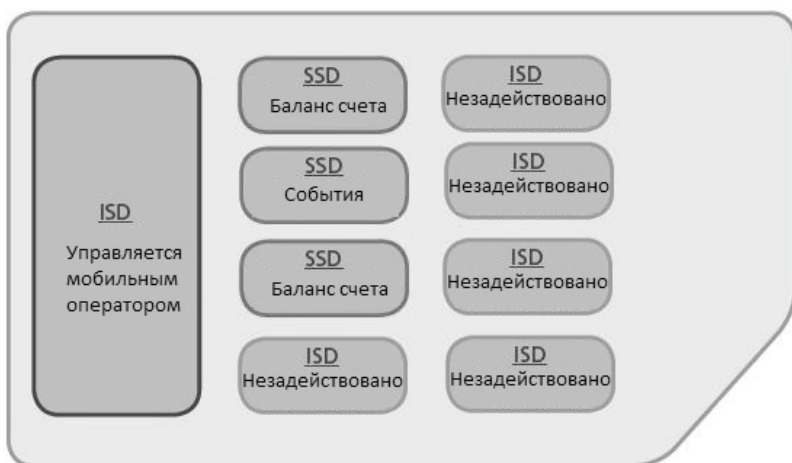 ISD
Управляется
мобильным
оператором
SSD
Баланс счета
ISD
Незадействовано
SSD
События
ISD
Незадействовано
SSD
Баланс счета
ISD
Незадействовано
ISD
Незадействовано
ISD
Незадействовано